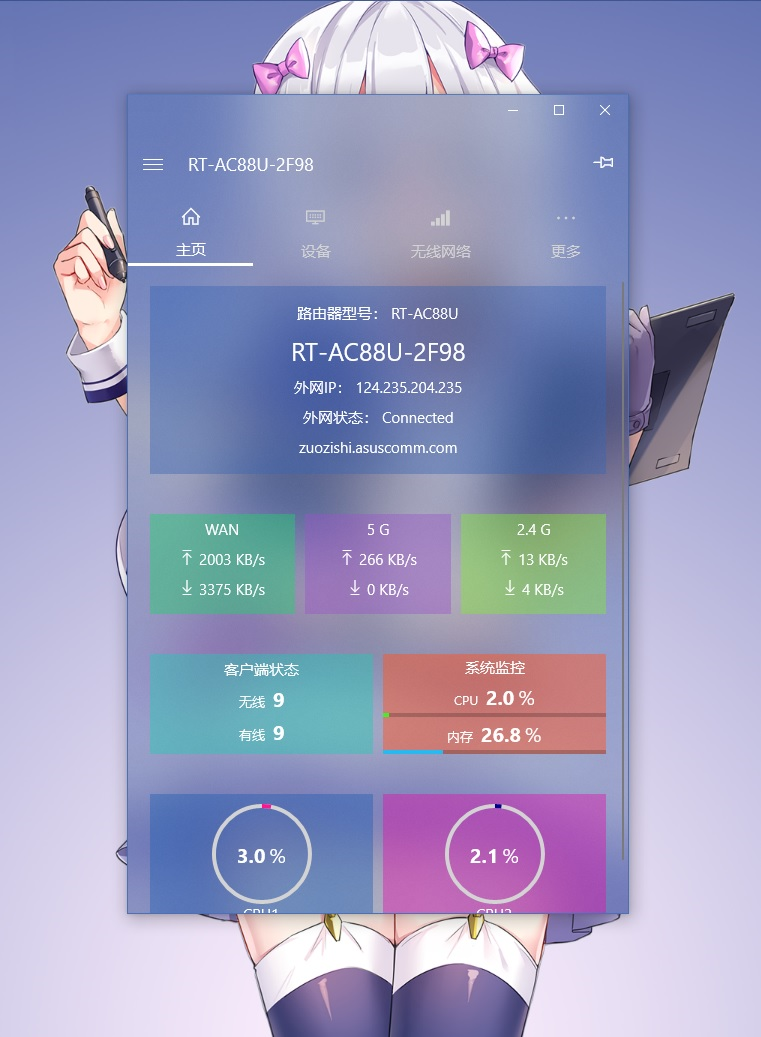 RT-AC88U-2F98
主页
设备
无线网络
更多
路由器型号： RT-AC88U
RT-AC88U-2F98
外网IP： 124.235.204.235
外网状态： Connected
zuozishi.asuscomm.com
WAN
2003 KB/s
3375 KB/s
5 G
266 KB/s
0 KB/s
2.4 G
13 KB/s
4 KB/s
客户端状态
无线 9
有线 9
系统监控
CPU 2.0 %
内存 26.8 %
3.0 %
CPU1
2.1 %
CPU2